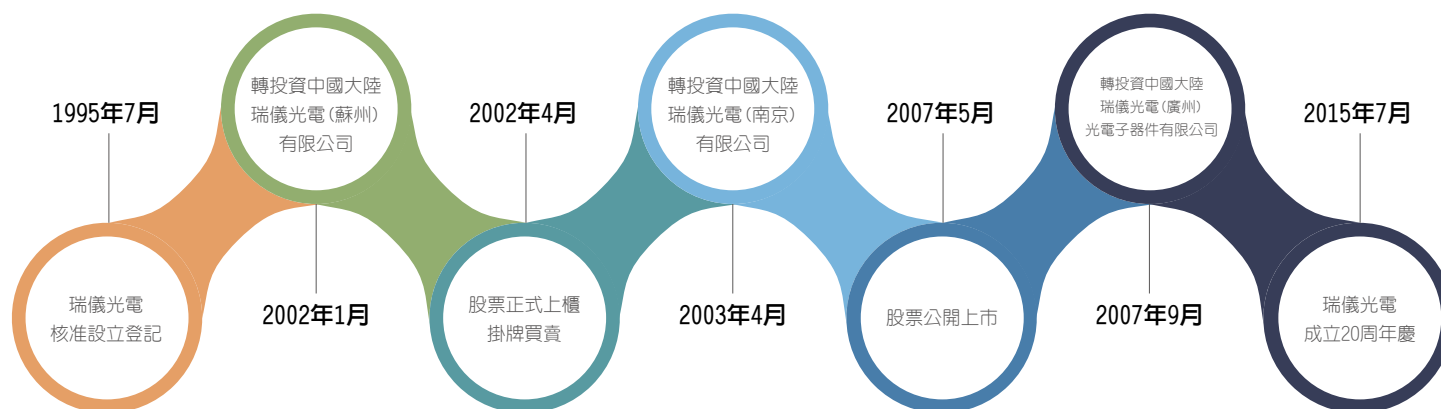 1995年7月
瑞儀光電
核准設立登記
轉投資中國大陸
瑞儀光電(蘇州)
有限公司
2002年1月
2002年4月
股票正式上櫃
掛牌買賣
轉投資中國大陸
瑞儀光電(南京)
有限公司
2003年4月
2007年5月
股票公開上市
轉投資中國大陸
瑞儀光電(廣州)
光電子器件有限公司
2007年9月
2015年7月
瑞儀光電
成立20周年慶